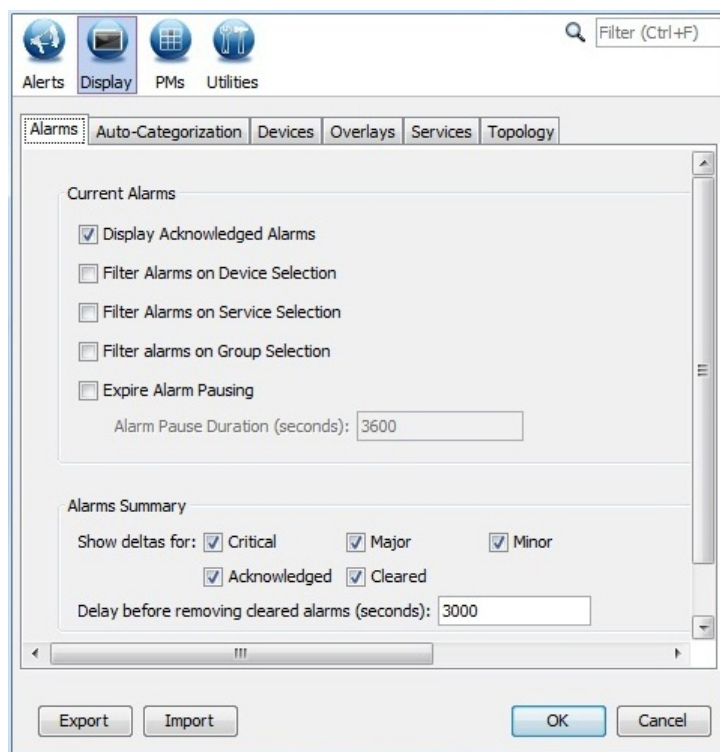 Filter (Ctrl+F)
Alerts Display PMs Utilities
Alarms Auto-Categorization Devices Overlays Services Topology
Current Alarms
Display Acknowledged Alarms
Filter Alarms on Device Selection
Filter Alarms on Service Selection
Filter alarms on Group Selection
Expire Alarm Pausing
Alarm Pause Duration (seconds): 3600
Alarms Summary
Show deltas for: Critical Major Minor
Acknowledged Cleared
Delay before removing cleared alarms (seconds): 3000
Export Import OK Cancel